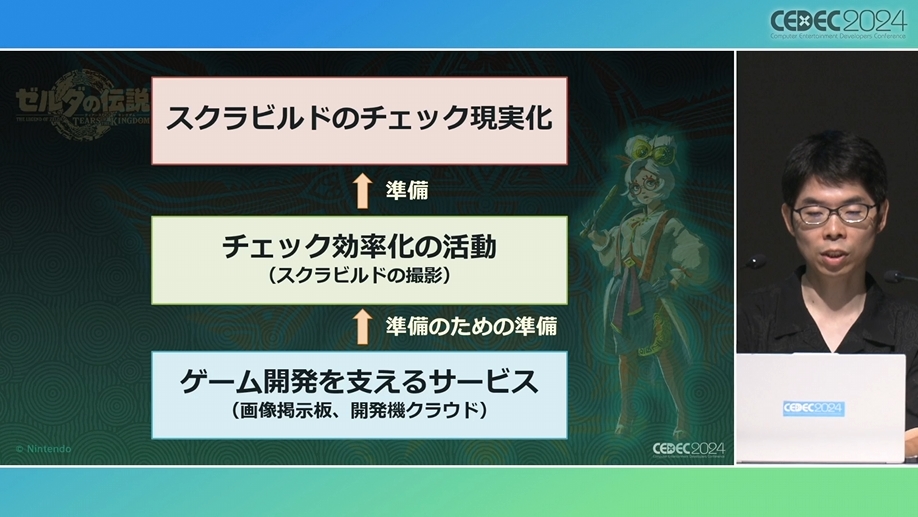 CEDEC2024
Computer Entertainment Developers Conference
ゼルダの伝説
TEARS OF THE KINGDOM
スクラビルドのチェック現実化
準備
チェック効率化の活動
（スクラビルドの撮影）
準備のための準備
ゲーム開発を支えるサービス
（画像掲示板、開発機クラウド）
© Nintendo
CEDEC2024
CEDEC2024